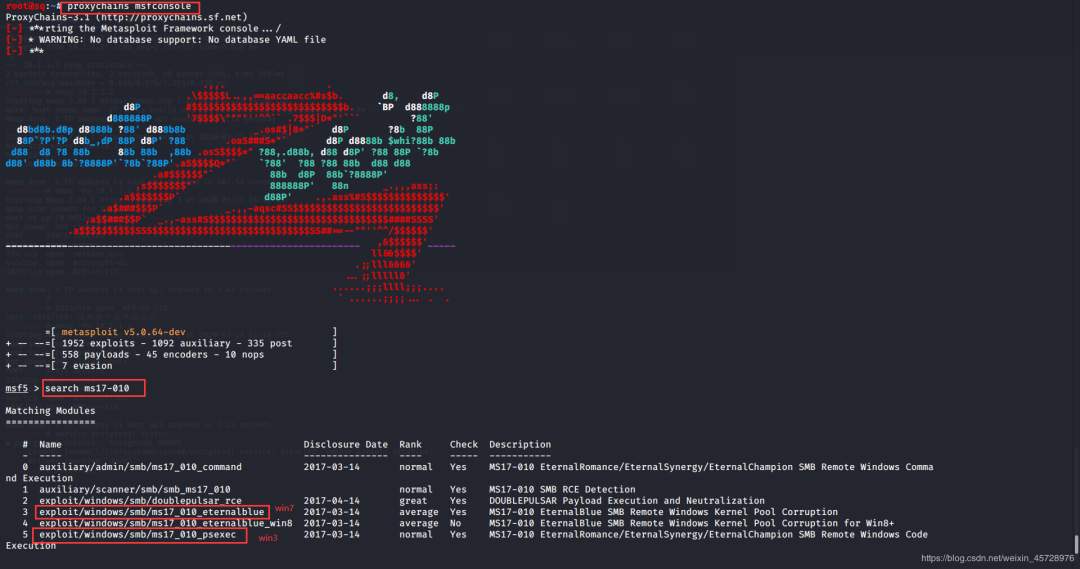 root@sq:~# proxychains msfconsole
ProxyChains-3.1 (http://proxychains.sf.net)
[-] ***rting the Metasploit Framework console.../
[-] * WARNING: No database support: No database YAML file
[-] ***
=[ metasploit v5.0.64-dev ]
+ -- --=[ 1952 exploits - 1092 auxiliary - 335 post ]
+ -- --=[ 558 payloads - 45 encoders - 10 nops ]
+ -- --=[ 7 evasion ]
msf5 > search ms17-010
Matching Modules
================
# Name Disclosure Date Rank Check Description
- ---- --------------- ---- ----- -----------
0 auxiliary/admin/smb/ms17_010_command 2017-03-14 normal Yes MS17-010 EternalRomance/EternalSynergy/EternalChampion SMB Remote Windows Comma
nd Execution
1 auxiliary/scanner/smb/smb_ms17_010 normal Yes MS17-010 SMB RCE Detection
2 exploit/windows/smb/doublepulsar_rce 2017-04-14 great Yes DOUBLEPULSAR Payload Execution and Neutralization
3 exploit/windows/smb/ms17_010_eternalblue win7 2017-03-14 average Yes MS17-010 EternalBlue SMB Remote Windows Kernel Pool Corruption
4 exploit/windows/smb/ms17_010_eternalblue_win8 2017-03-14 average No MS17-010 EternalBlue SMB Remote Windows Kernel Pool Corruption for Win8+
5 exploit/windows/smb/ms17_010_psexec win3 2017-03-14 normal Yes MS17-010 EternalRomance/EternalSynergy/EternalChampion SMB Remote Windows Code
Execution
https://blog.csdn.net/weixin_45728976